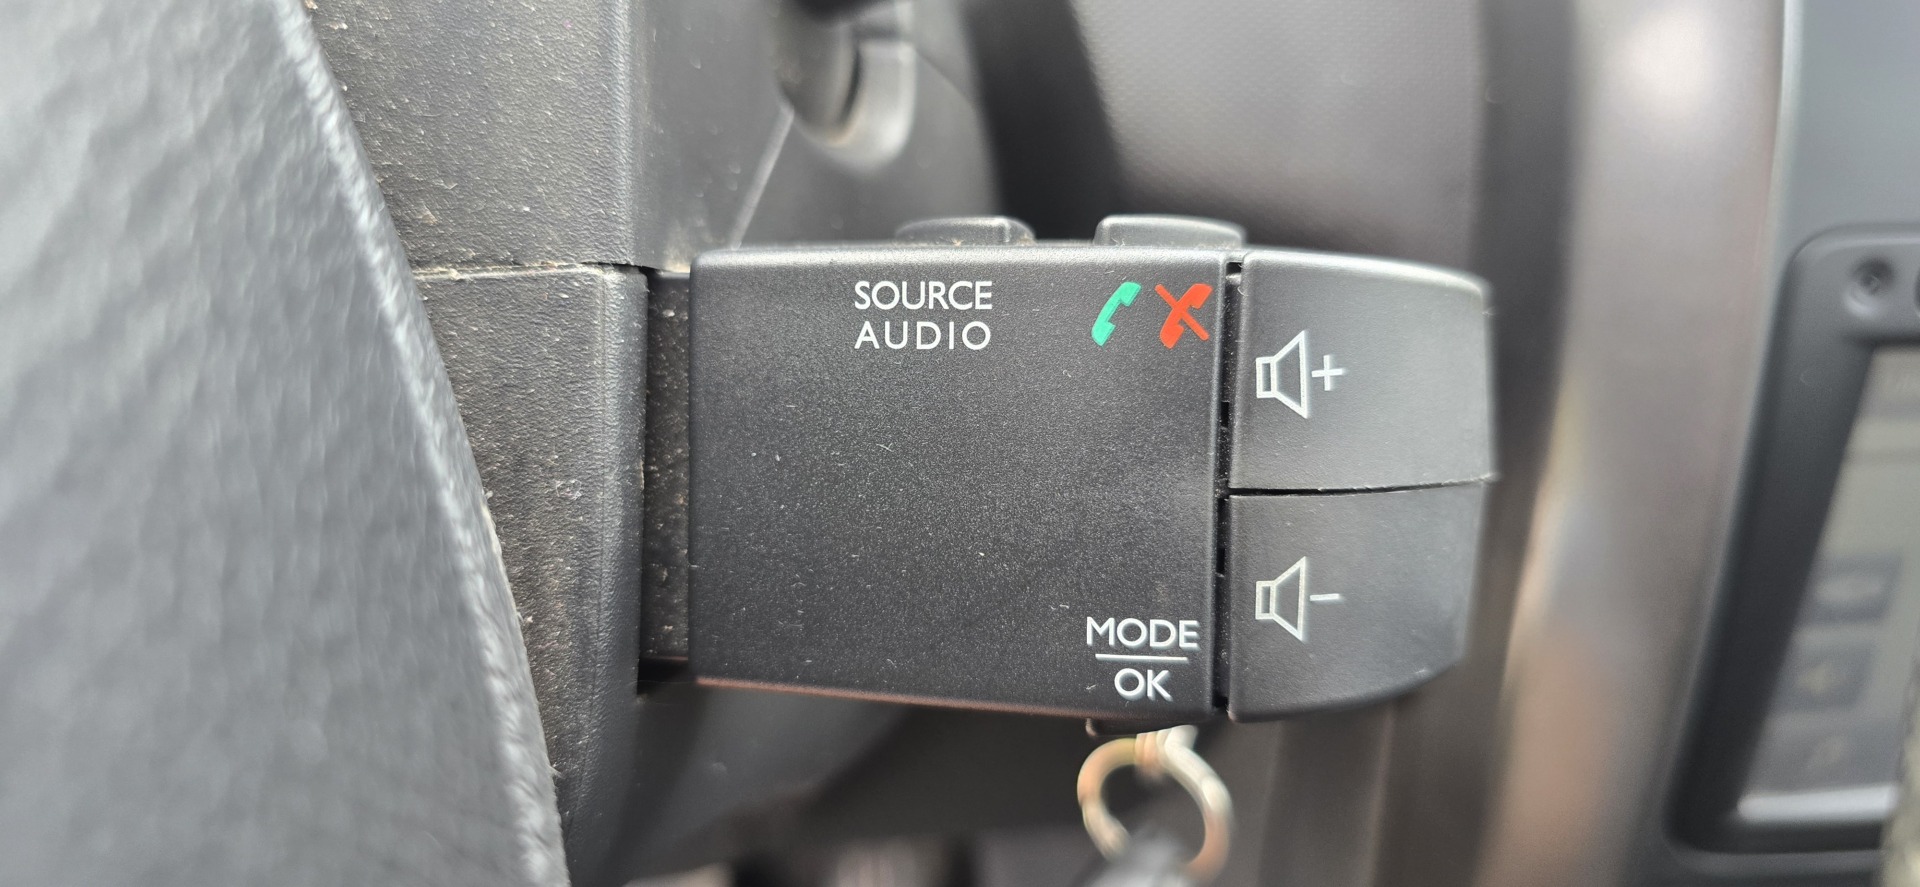 SOURCE
AUDIO
+
-
MODE
OK